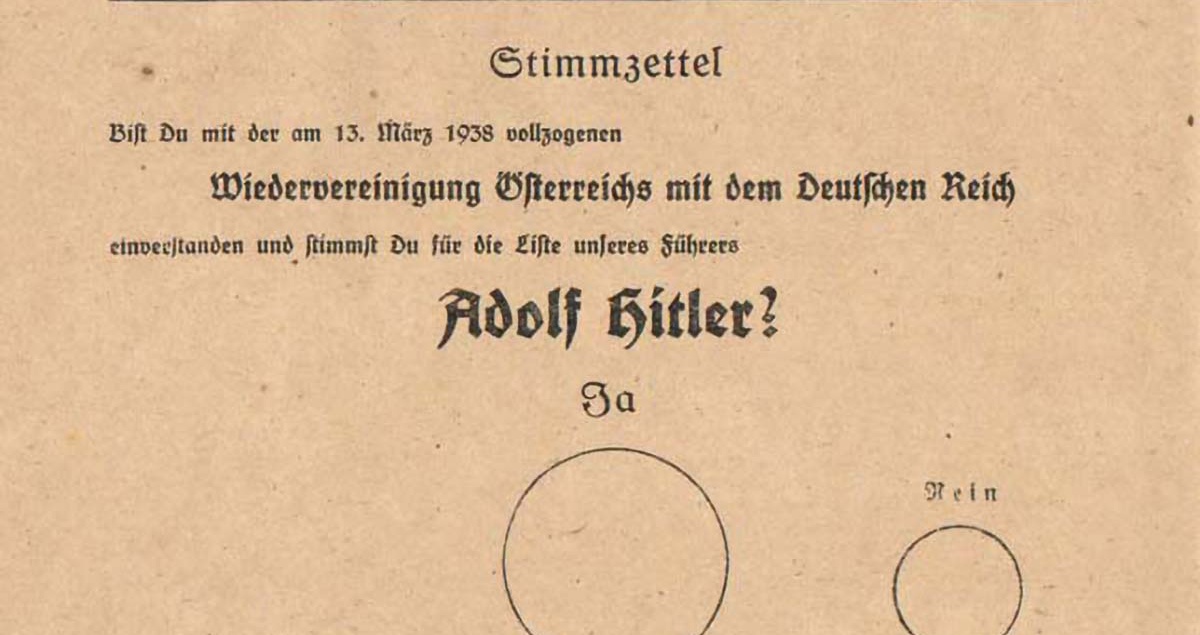 Stimmzettel
Bist Du mit der am 13. März 1938 vollzogenen
Wiedervereinigung Österreichs mit dem Deutschen Reich
einverstanden und stimmst Du für die Liste unseres Führers
Adolf Hitler?
Ja
Nein